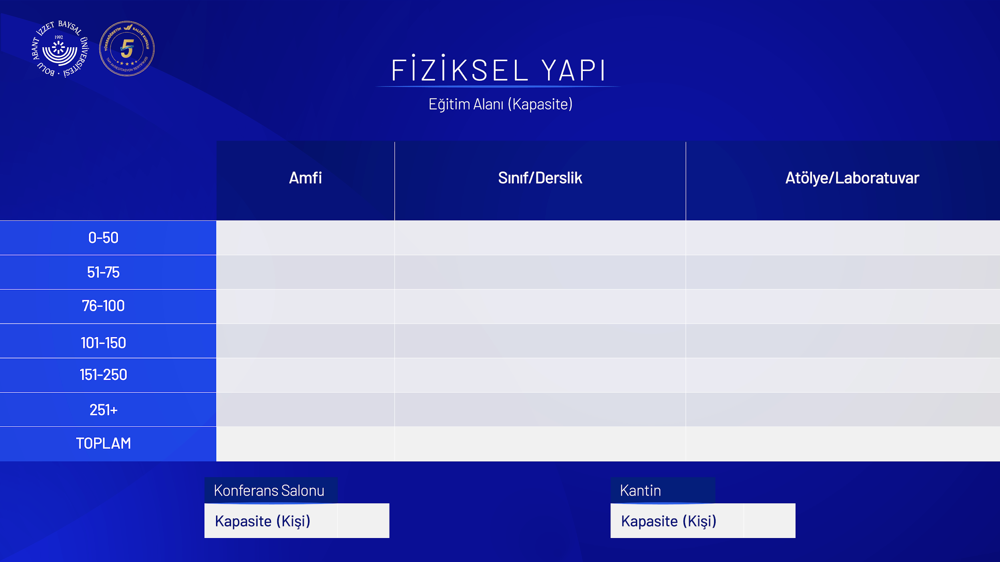 BOLU ABANT İZZET BAYSAL ÜNİVERSİTESİ ·
1992
YÜKSEKÖĞRETİM KALİTE KURULU
5
TAM AKREDİTASYON SERTİFİKASI
FİZİKSEL YAPI
Eğitim Alanı (Kapasite)
Amfi Sınıf/Derslik Atölye/Laboratuvar
0-50
51-75
76-100
101-150
151-250
251+
TOPLAM
Konferans Salonu
Kapasite (Kişi)
Kantin
Kapasite (Kişi)